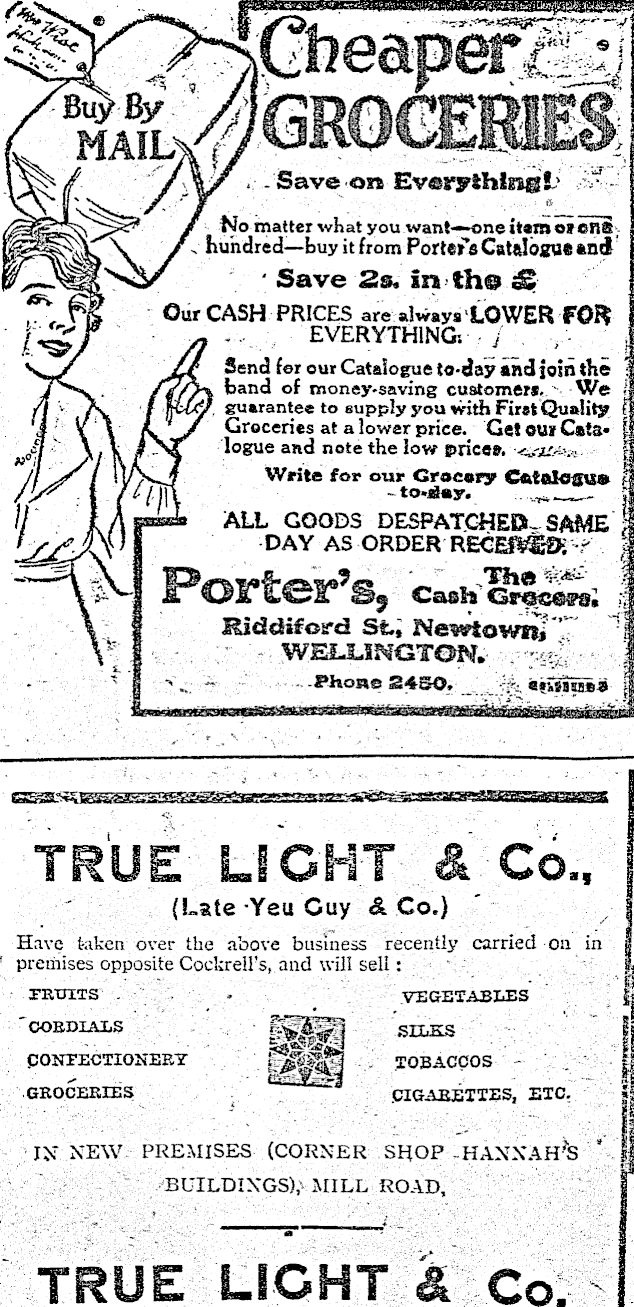 Mrs Wise
Buy By
MAIL
Cheaper
GROCERIES
Save on Everything!
No matter what you want—one item or one
hundred—buy it from Porter's Catalogue and
Save 2s. in the £
Our CASH PRICES are always LOWER FOR
EVERYTHING.
Send for our Catalogue to-day and join the
band of money-saving customers. We
guarantee to supply you with First Quality
Groceries at a lower price. Get our Cata-
logue and note the low prices.
Write for our Grocery Catalogue
to-day.
ALL GOODS DESPATCHED SAME
DAY AS ORDER RECEIVED.
Porter's, The
Cash Grocers.
Riddiford St., Newtown,
WELLINGTON.
Phone 2450.
TRUE LIGHT & Co.,
(Late Yeu Guy & Co.)
Have taken over the above business recently carried on in
premises opposite Cockrell's, and will sell :
FRUITS VEGETABLES
CORDIALS SILKS
CONFECTIONERY TOBACCOS
GROCERIES CIGARETTES, ETC.
IN NEW PREMISES (CORNER SHOP HANNAH'S
BUILDINGS), MILL ROAD,
TRUE LIGHT & Co.